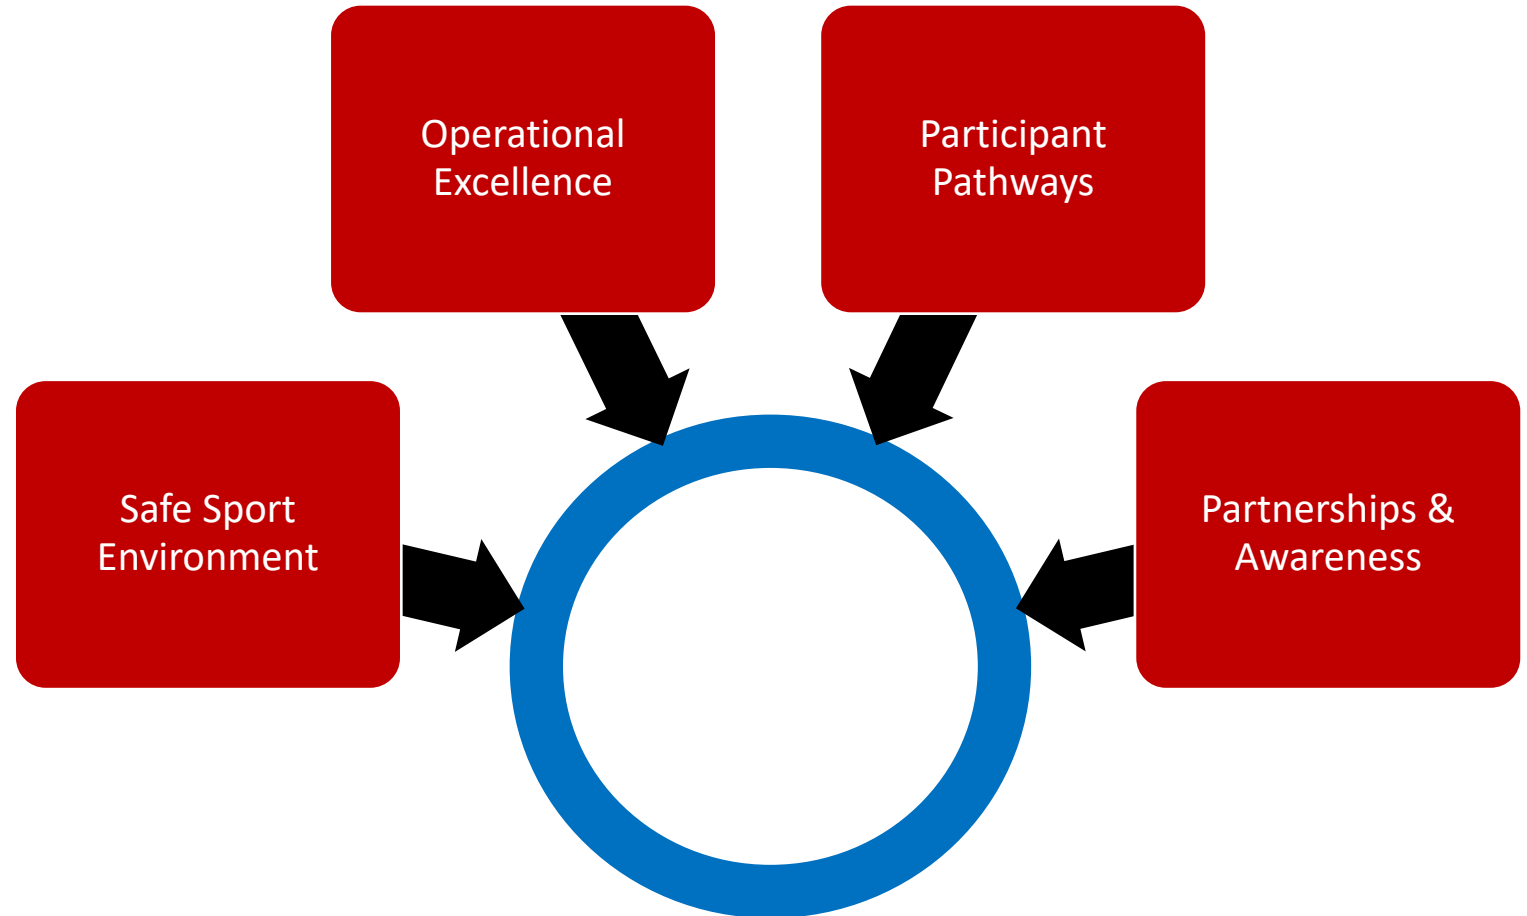 Operational
Excellence
Participant
Pathways
Safe Sport
Environment
Partnerships &
Awareness